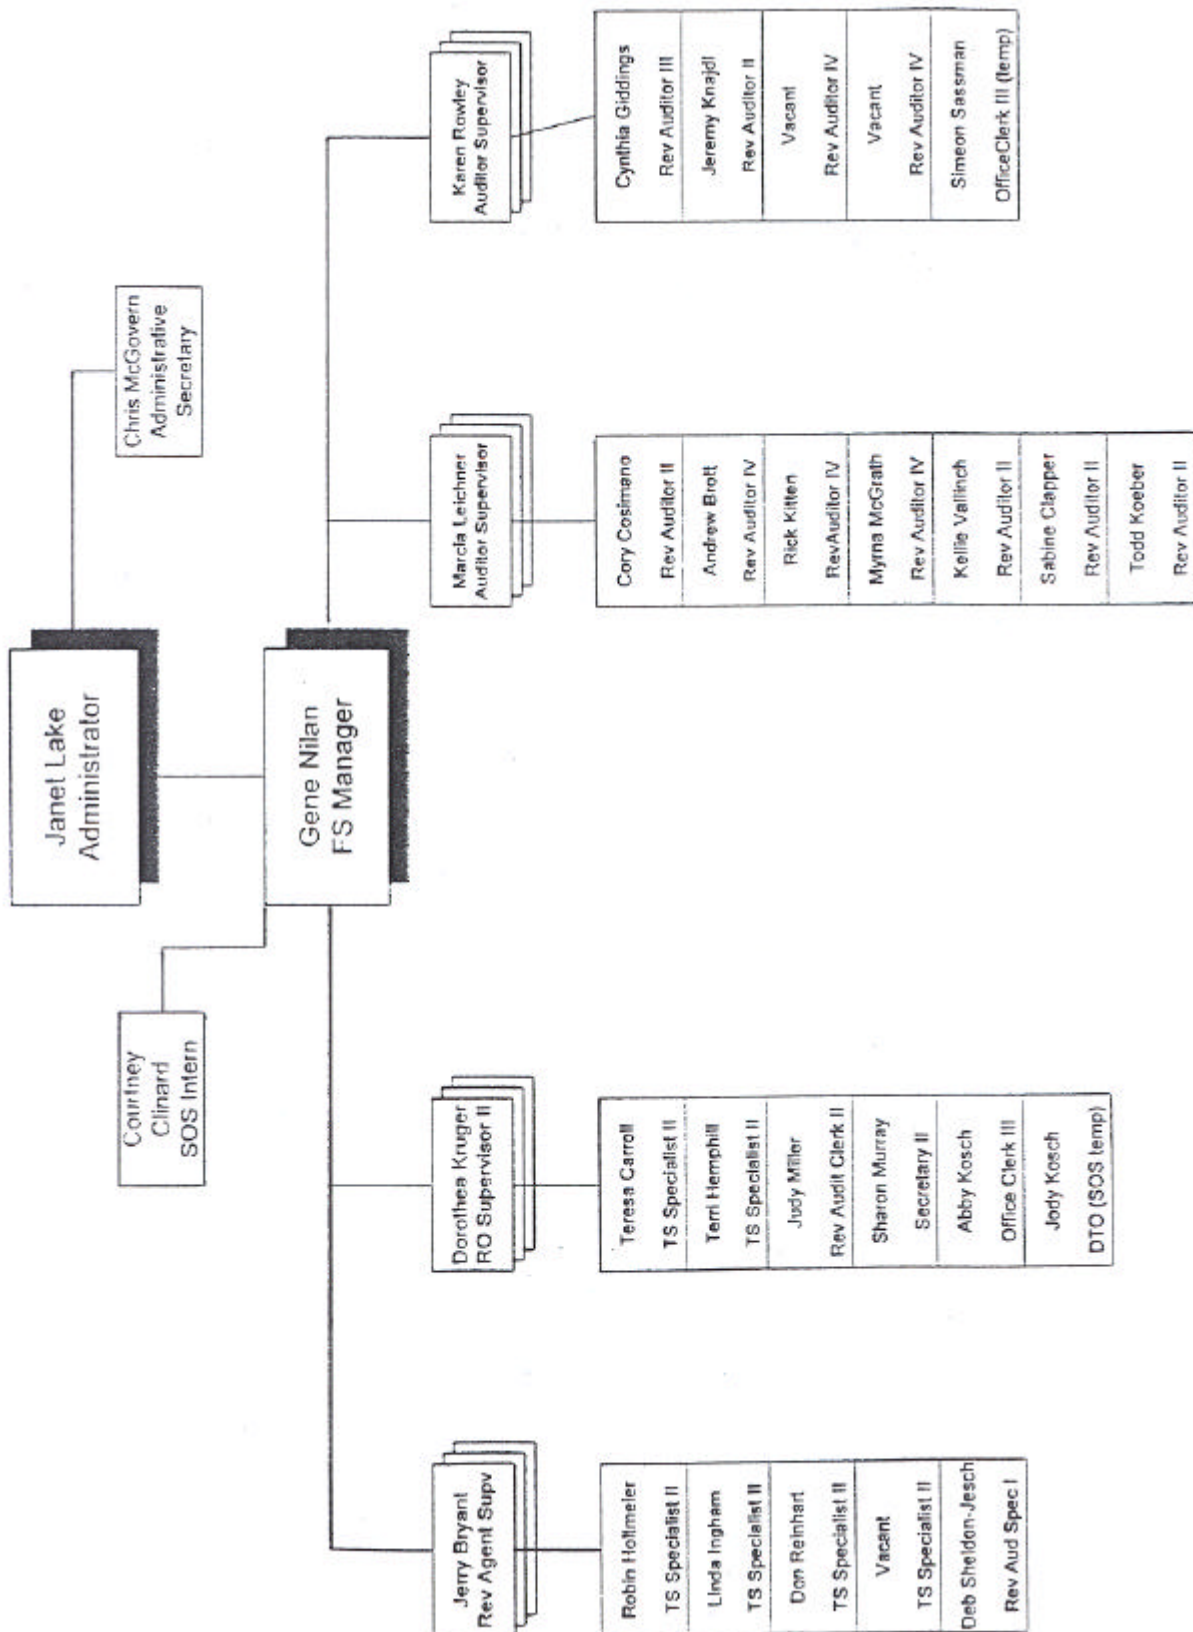 Janet Lake
Administrator
Chris McGovern
Administrative
Secretary
Courtney
Clinard
SOS Intern
Gene Nilan
FS Manager
Jerry Bryant
Rev Agent Supv
Robin Holtmeier
TS Specialist II
Linda Ingham
TS Specialist II
Don Reinhart
TS Specialist II
Vacant
TS Specialist II
Deb Sheldon-Jesch
Rev Aud Spec I
Dorothea Kruger
RO Supervisor II
Teresa Carroll
TS Specialist II
Terri Hemphill
TS Specialist II
Judy Miller
Rev Audit Clerk II
Sharon Murray
Secretary II
Abby Kosch
Office Clerk III
Jody Kosch
DTO (SOS temp)
Marcia Leichner
Auditor Supervisor
Cory Cosimano
Rev Auditor II
Andrew Brott
Rev Auditor IV
Rick Kitten
RevAuditor IV
Myrna McGrath
Rev Auditor IV
Kellie Vallinch
Rev Auditor II
Sabine Clapper
Rev Auditor II
Todd Koeber
Rev Auditor II
Karen Rowley
Auditor Supervisor
Cynthia Giddings
Rev Auditor III
Jeremy Knajdl
Rev Auditor II
Vacant
Rev Auditor IV
Vacant
Rev Auditor IV
Simeon Sassman
OfficeClerk III (temp)